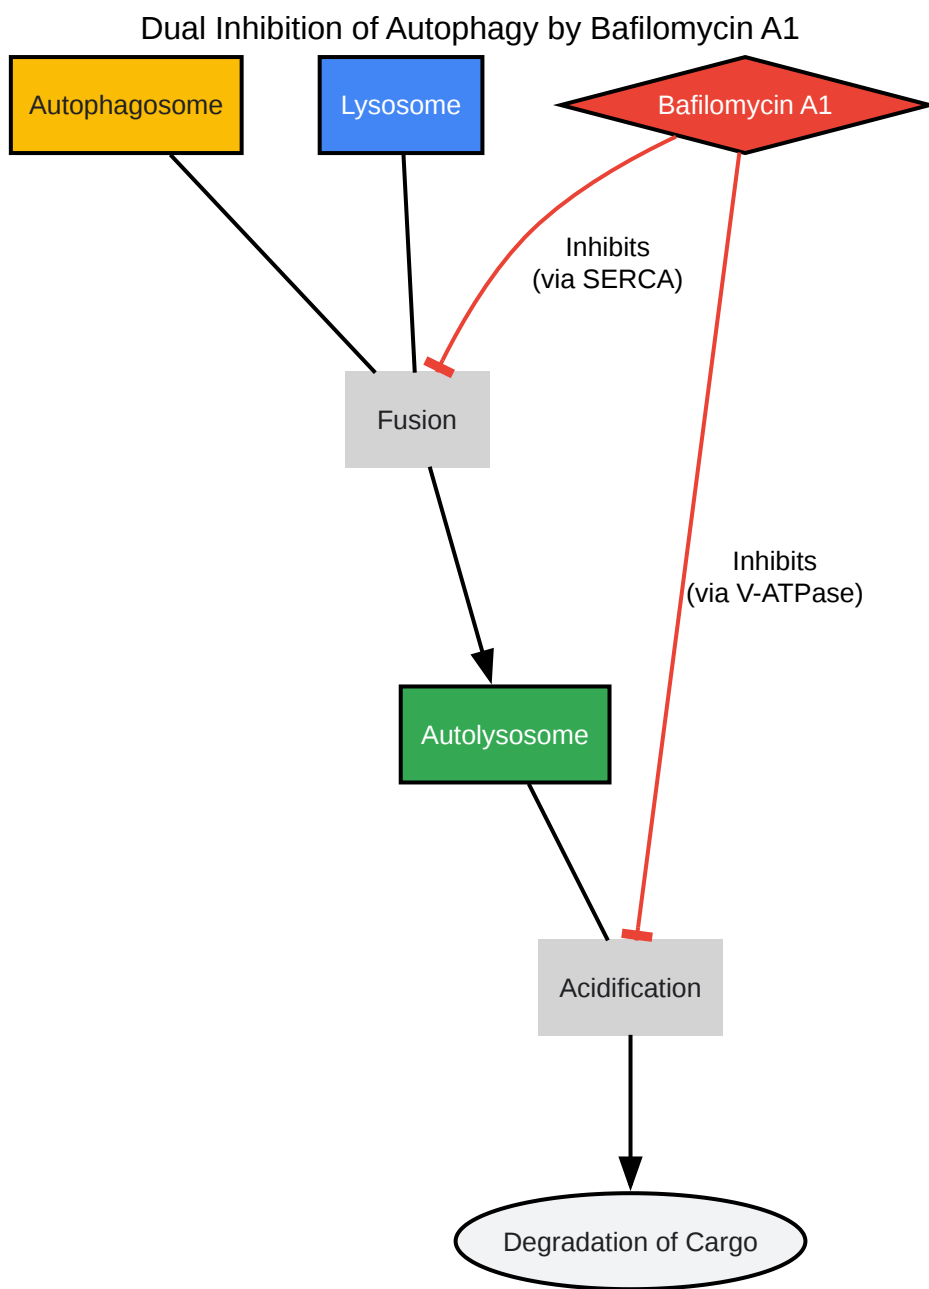 Dual Inhibition of Autophagy by Bafilomycin A1
Autophagosome
Lysosome
Bafilomycin A1
Inhibits
(via SERCA)
Fusion
Inhibits
(via V-ATPase)
Autolysosome
Acidification
Degradation of Cargo